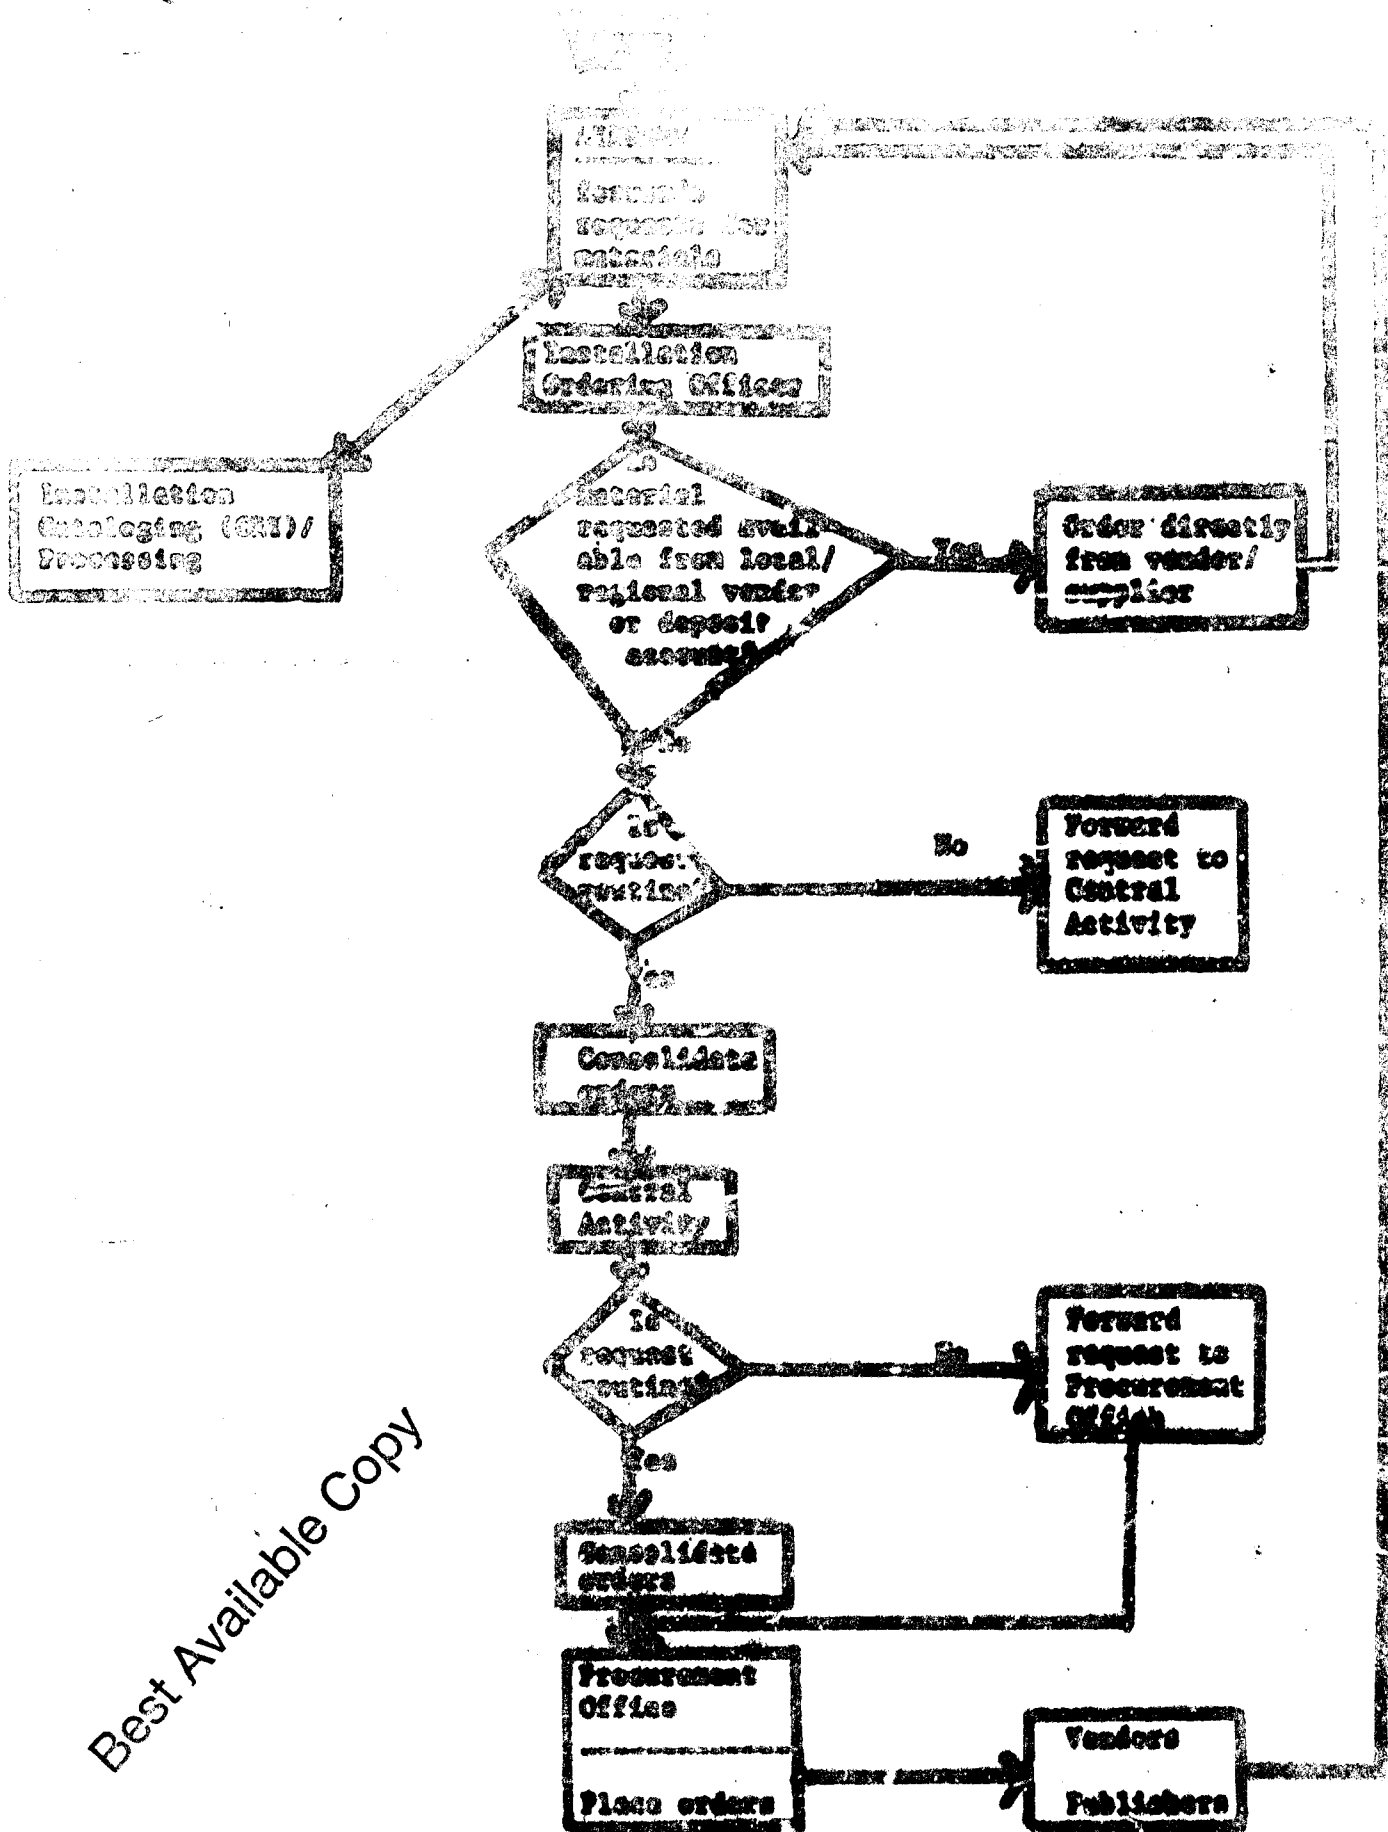 LIBRARY
requests for
materials
Installation
Ordering Officer
Installation
Cataloging (GRI)/
Processing
Is
material
requested avail-
able from local/
regional vendor
or deposit
account?
Yes
Order directly
from vendor/
supplier
No
Is
request
routine?
No
Forward
request to
Central
Activity
Yes
Consolidate
orders
Central
Activity
Is
request
routine?
No
Forward
request to
Procurement
Office
Yes
Consolidate
orders
Procurement
Office
Place orders
Vendors
Publishers
Best Available Copy